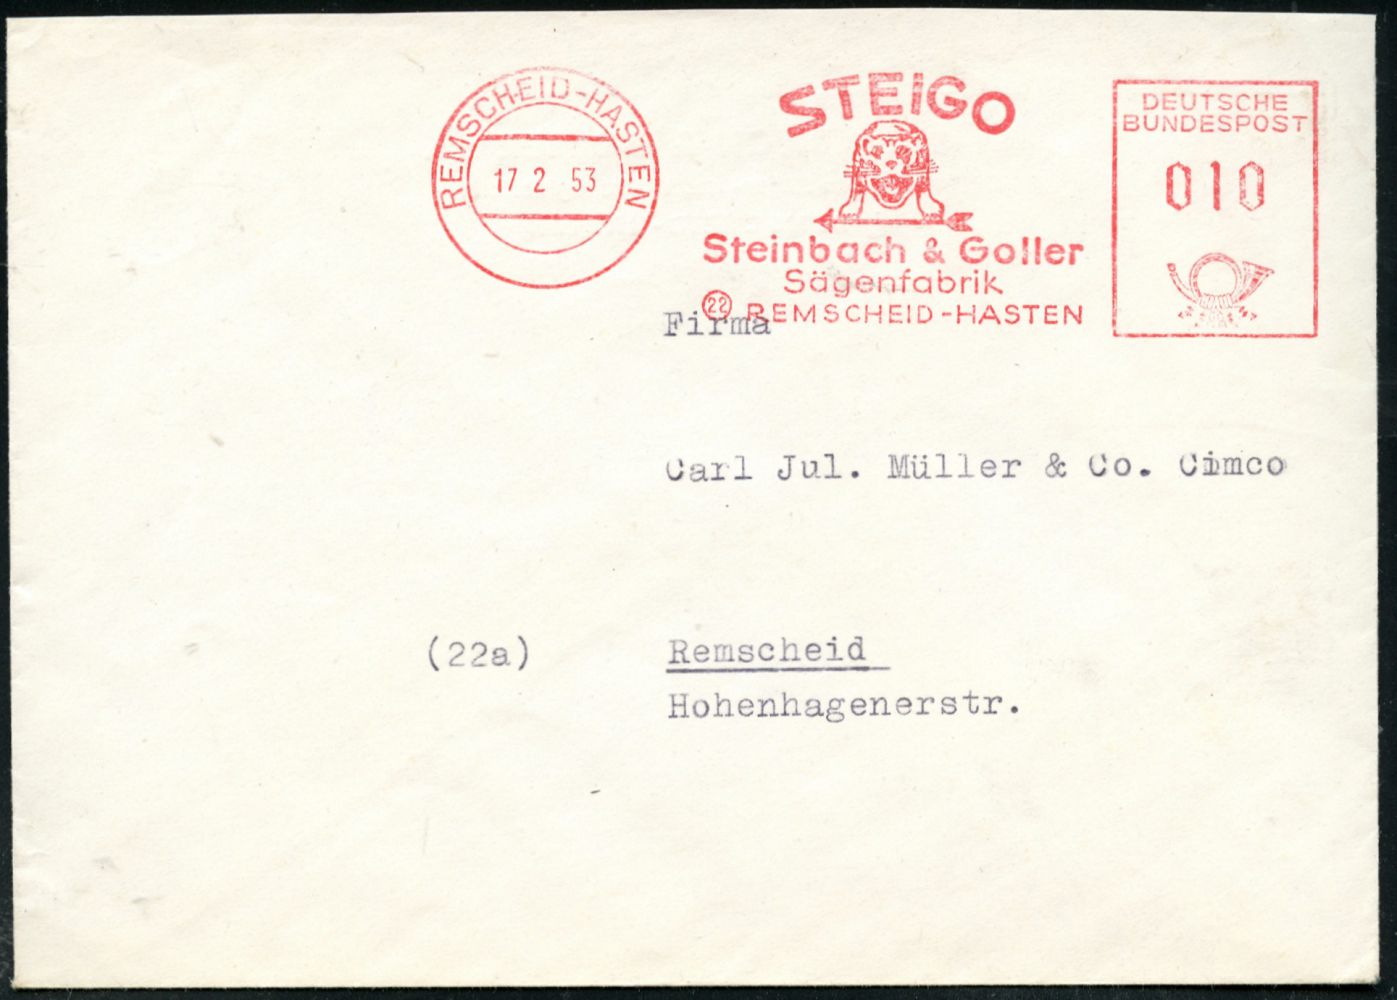 REMSCHEID-HASTEN
17 2 53
STEIGO
Steinbach & Goller
Sägenfabrik
22 REMSCHEID-HASTEN
DEUTSCHE
BUNDESPOST
010
Firma
Carl Jul. Müller & Co. Cimco
(22a) Remscheid
Hohenhagenerstr.